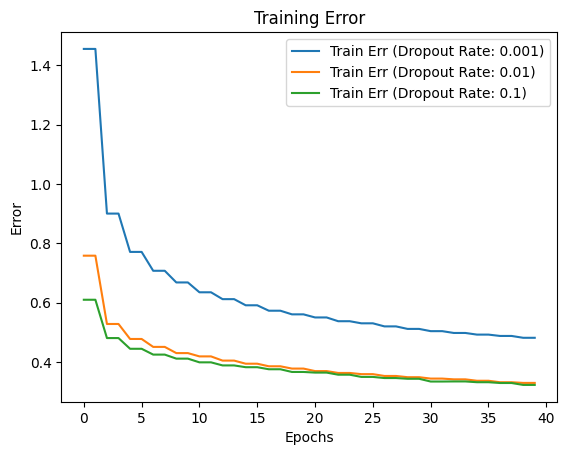 Training Error
Train Err (Dropout Rate: 0.001)
Train Err (Dropout Rate: 0.01)
Train Err (Dropout Rate: 0.1)
1.4
1.2
1.0
0.8
0.6
0.4
Error
0 5 10 15 20 25 30 35 40
Epochs